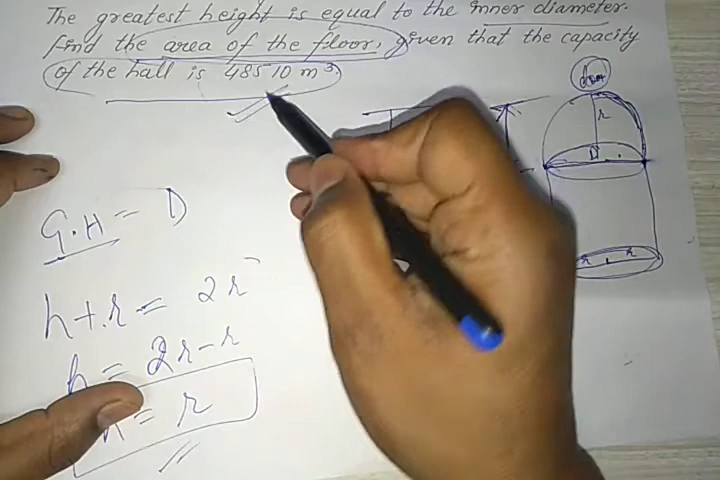 The greatest height is equal to the inner diameter.
find the area of the floor, given that the capacity
of the hall is 48510 m³.
dome
r
D
r r
G.H = D
h+r = 2r
h = 2r-r
= r